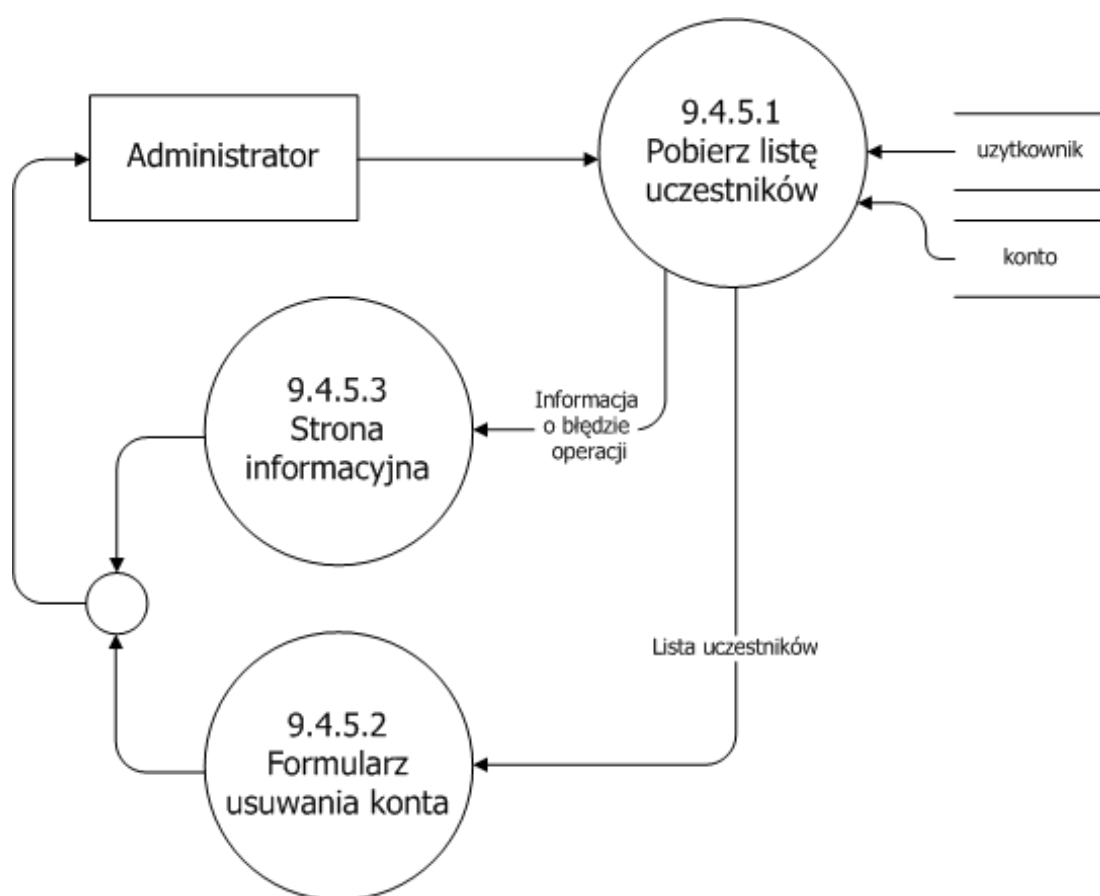 Administrator
9.4.5.1
Pobierz listę
uczestników
uzytkownik
konto
9.4.5.3
Strona
informacyjna
Informacja
o błędzie
operacji
Lista uczestników
9.4.5.2
Formularz
usuwania konta